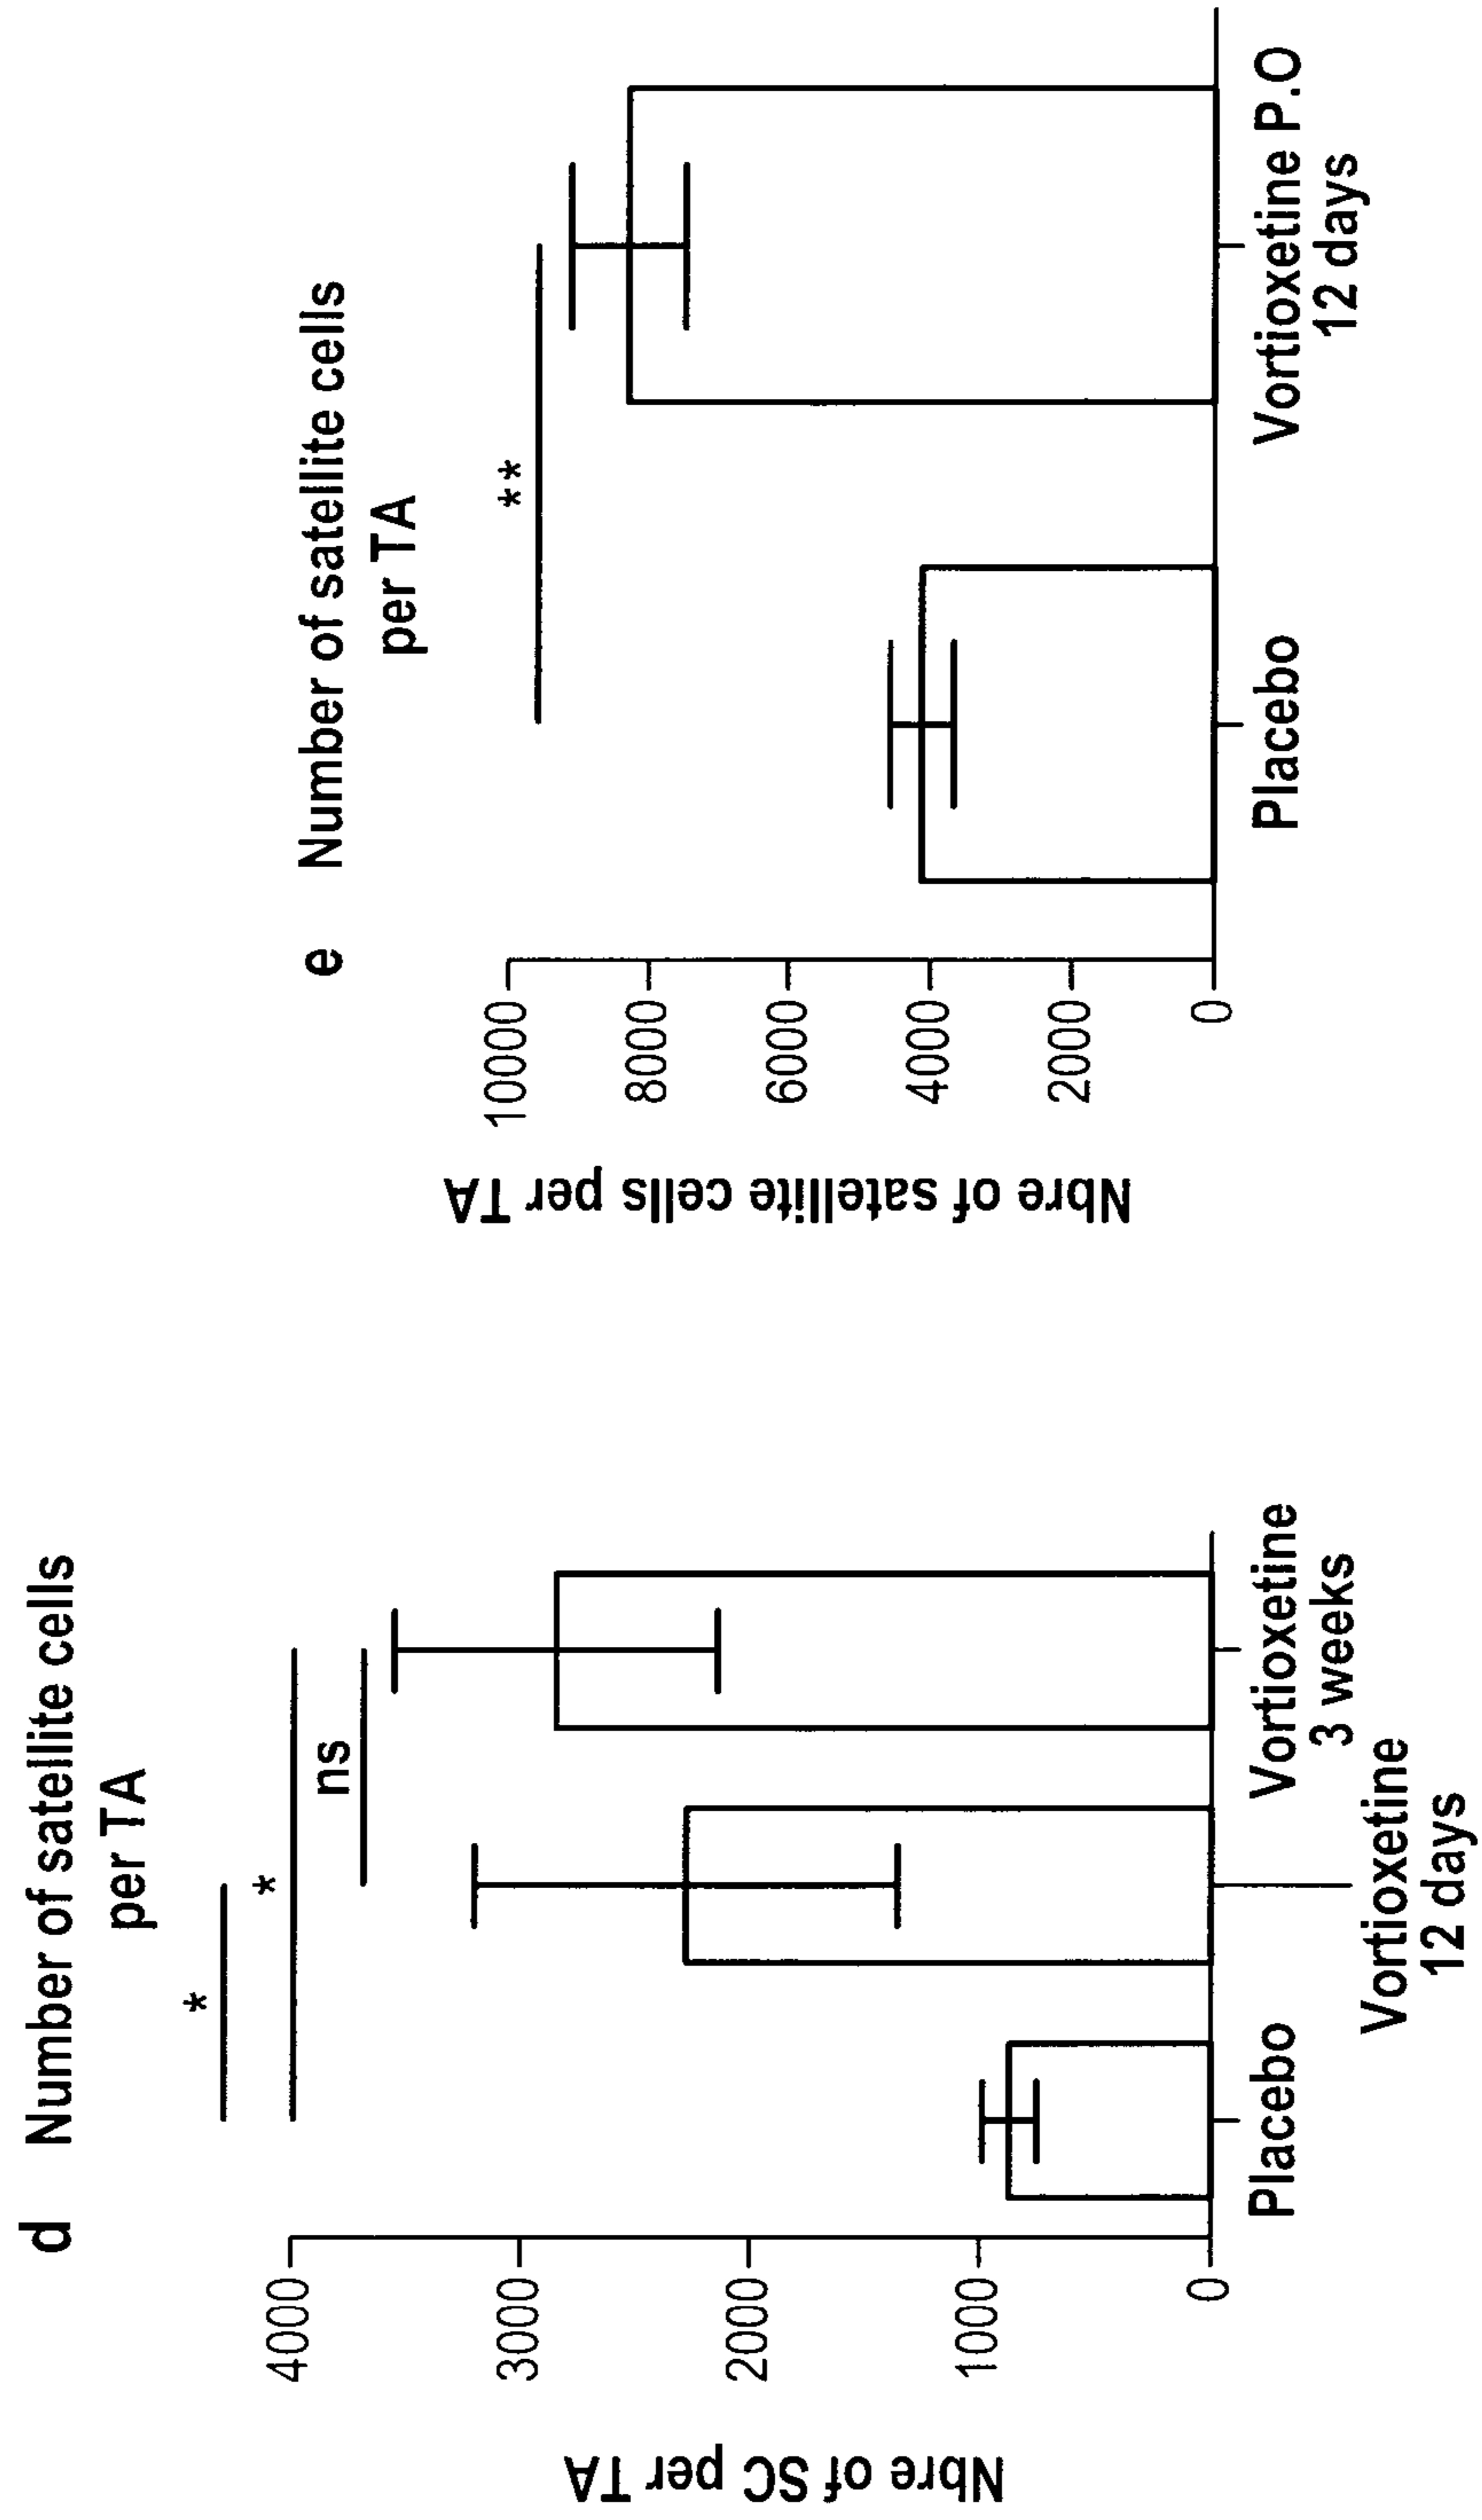 d Number of satellite cells
per TA
*
*
ns
4000
3000
2000
1000
0
Nbre of SC per TA
Placebo
Vortioxetine
12 days
Vortioxetine
3 weeks
e Number of satellite cells
per TA
**
10000
8000
6000
4000
2000
0
Nbre of satellite cells per TA
Placebo
Vortioxetine P.O
12 days